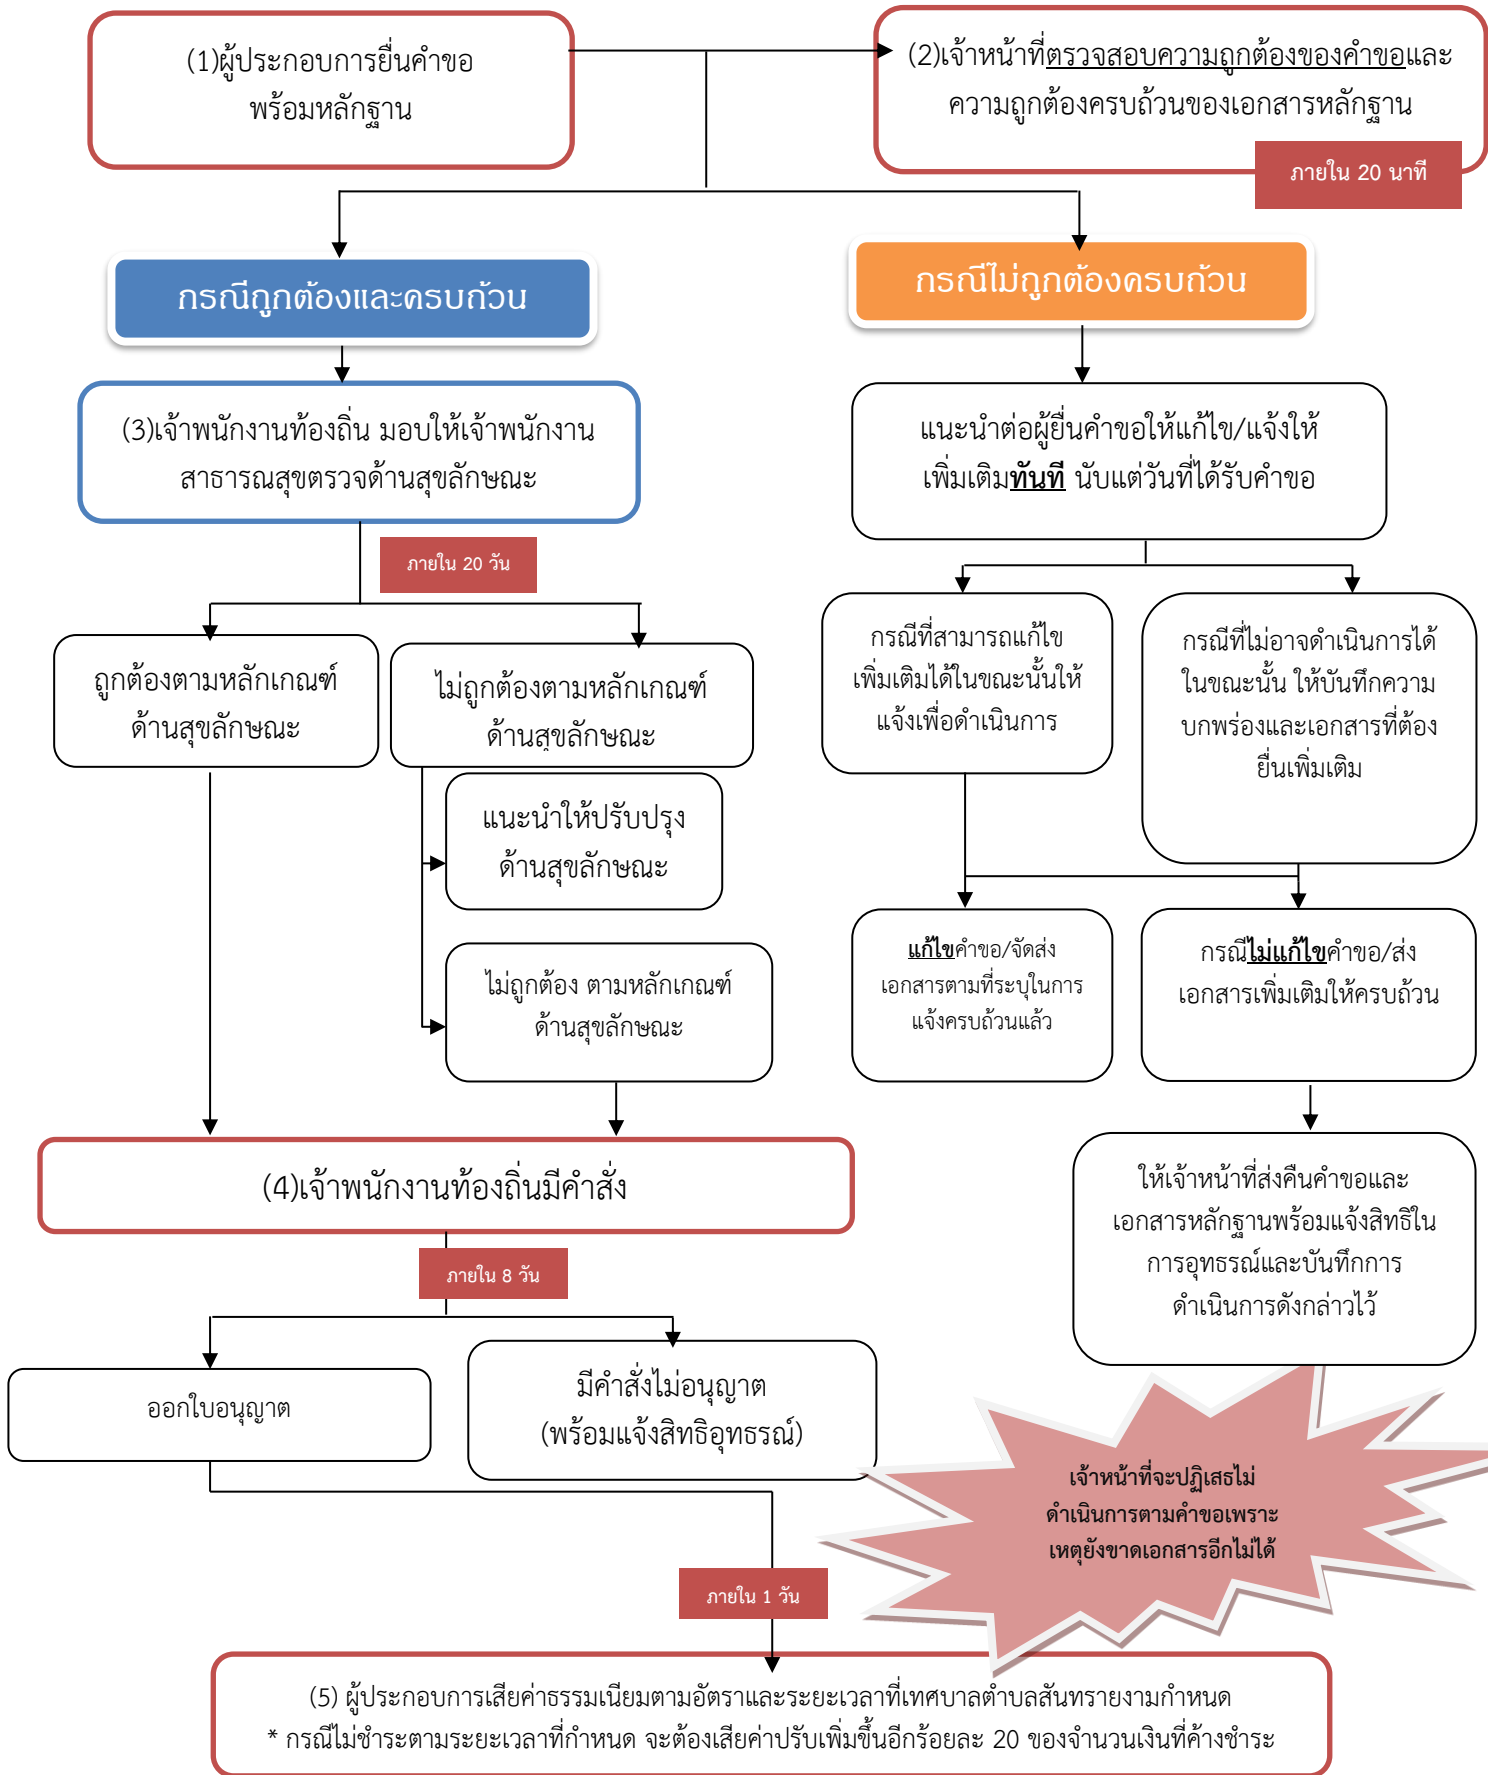 (1)ผู้ประกอบการยื่นคำขอ
พร้อมหลักฐาน
(2)เจ้าหน้าที่ตรวจสอบความถูกต้องของคำขอและ
ความถูกต้องครบถ้วนของเอกสารหลักฐาน
ภายใน 20 นาที
กรณีถูกต้องและครบถ้วน
กรณีไม่ถูกต้องครบถ้วน
(3)เจ้าพนักงานท้องถิ่น มอบให้เจ้าพนักงาน
สาธารณสุขตรวจด้านสุขลักษณะ
แนะนำต่อผู้ยื่นคำขอให้แก้ไข/แจ้งให้
เพิ่มเติมทันที นับแต่วันที่ได้รับคำขอ
ภายใน 20 วัน
ถูกต้องตามหลักเกณฑ์
ด้านสุขลักษณะ
ไม่ถูกต้องตามหลักเกณฑ์
ด้านสุขลักษณะ
กรณีที่สามารถแก้ไข
เพิ่มเติมได้ในขณะนั้นให้
แจ้งเพื่อดำเนินการ
กรณีที่ไม่อาจดำเนินการได้
ในขณะนั้น ให้บันทึกความ
บกพร่องและเอกสารที่ต้อง
ยื่นเพิ่มเติม
แนะนำให้ปรับปรุง
ด้านสุขลักษณะ
ไม่ถูกต้อง ตามหลักเกณฑ์
ด้านสุขลักษณะ
แก้ไขคำขอ/จัดส่ง
เอกสารตามที่ระบุในการ
แจ้งครบถ้วนแล้ว
กรณีไม่แก้ไขคำขอ/ส่ง
เอกสารเพิ่มเติมให้ครบถ้วน
(4)เจ้าพนักงานท้องถิ่นมีคำสั่ง
ให้เจ้าหน้าที่ส่งคืนคำขอและ
เอกสารหลักฐานพร้อมแจ้งสิทธิใน
การอุทธรณ์และบันทึกการ
ดำเนินการดังกล่าวไว้
ภายใน 8 วัน
ออกใบอนุญาต
มีคำสั่งไม่อนุญาต
(พร้อมแจ้งสิทธิอุทธรณ์)
เจ้าหน้าที่จะปฏิเสธไม่
ดำเนินการตามคำขอเพราะ
เหตุยังขาดเอกสารอีกไม่ได้
ภายใน 1 วัน
(5) ผู้ประกอบการเสียค่าธรรมเนียมตามอัตราและระยะเวลาที่เทศบาลตำบลสันทรายงามกำหนด
* กรณีไม่ชำระตามระยะเวลาที่กำหนด จะต้องเสียค่าปรับเพิ่มขึ้นอีกร้อยละ 20 ของจำนวนเงินที่ค้างชำระ